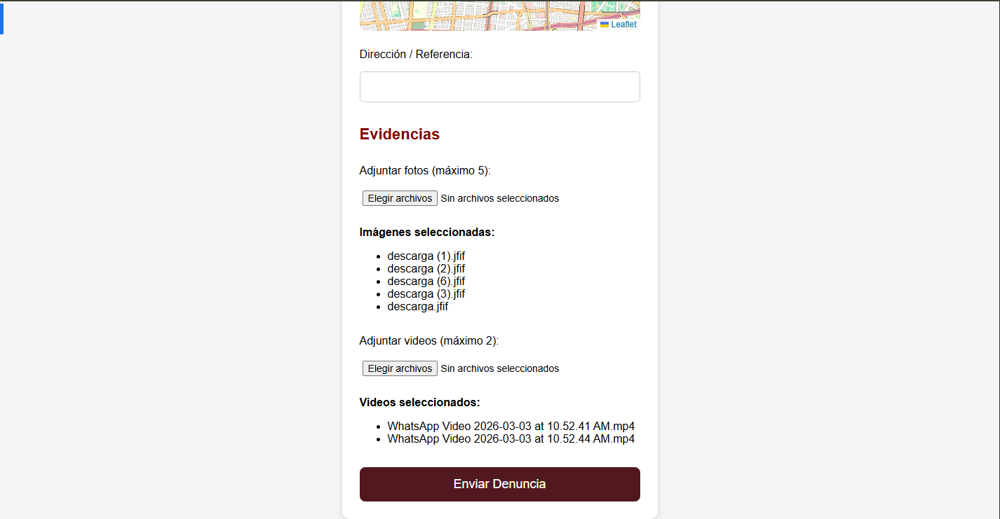 Leaflet
Dirección / Referencia:
Evidencias
Adjuntar fotos (máximo 5):
Elegir archivos Sin archivos seleccionados
Imágenes seleccionadas:
descarga (1).jfif
descarga (2).jfif
descarga (6).jfif
descarga (3).jfif
descarga.jfif
Adjuntar videos (máximo 2):
Elegir archivos Sin archivos seleccionados
Videos seleccionados:
WhatsApp Video 2026-03-03 at 10.52.41 AM.mp4
WhatsApp Video 2026-03-03 at 10.52.44 AM.mp4
Enviar Denuncia